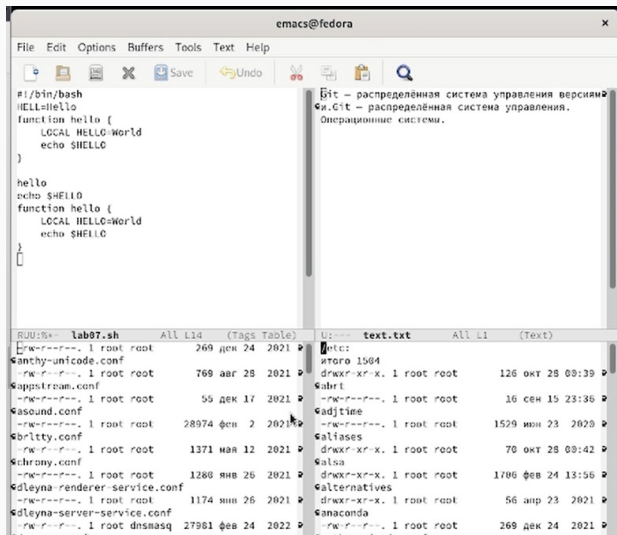 emacs@fedora
File Edit Options Buffers Tools Text Help
Save Undo
#!/bin/bash
HELL=Hello
function hello {
LOCAL HELLO=World
echo $HELLO
}
hello
echo $HELLO
function hello {
LOCAL HELLO=World
echo $HELLO
}
RUU:%*- lab07.sh All L14 (Tags Table)
Git — распределённая система управления версиям
и.Git — распределённая система управления.
Операционные системы.
U:--- text.txt All L1 (Text)
-rw-r--r--. 1 root root 269 дек 24 2021
anthy-unicode.conf
-rw-r--r--. 1 root root 769 авг 28 2021
appstream.conf
-rw-r--r--. 1 root root 55 дек 17 2021
asound.conf
-rw-r--r--. 1 root root 28974 фев 2 2021
brltty.conf
-rw-r--r--. 1 root root 1371 мая 12 2021
chrony.conf
-rw-r--r--. 1 root root 1280 янв 26 2021
dleyna-renderer-service.conf
-rw-r--r--. 1 root root 1174 янв 26 2021
dleyna-server-service.conf
-rw-r--r--. 1 root dnsmasq 27981 фев 24 2022
/etc:
итого 1504
drwxr-xr-x. 1 root root 126 окт 28 00:39
abrt
-rw-r--r--. 1 root root 16 сен 15 23:36
adjtime
-rw-r--r--. 1 root root 1529 июн 23 2020
aliases
drwxr-xr-x. 1 root root 70 окт 28 00:42
alsa
drwxr-xr-x. 1 root root 1706 фев 24 13:56
alternatives
drwxr-xr-x. 1 root root 56 апр 23 2021
anaconda
-rw-r--r--. 1 root root 269 дек 24 2021